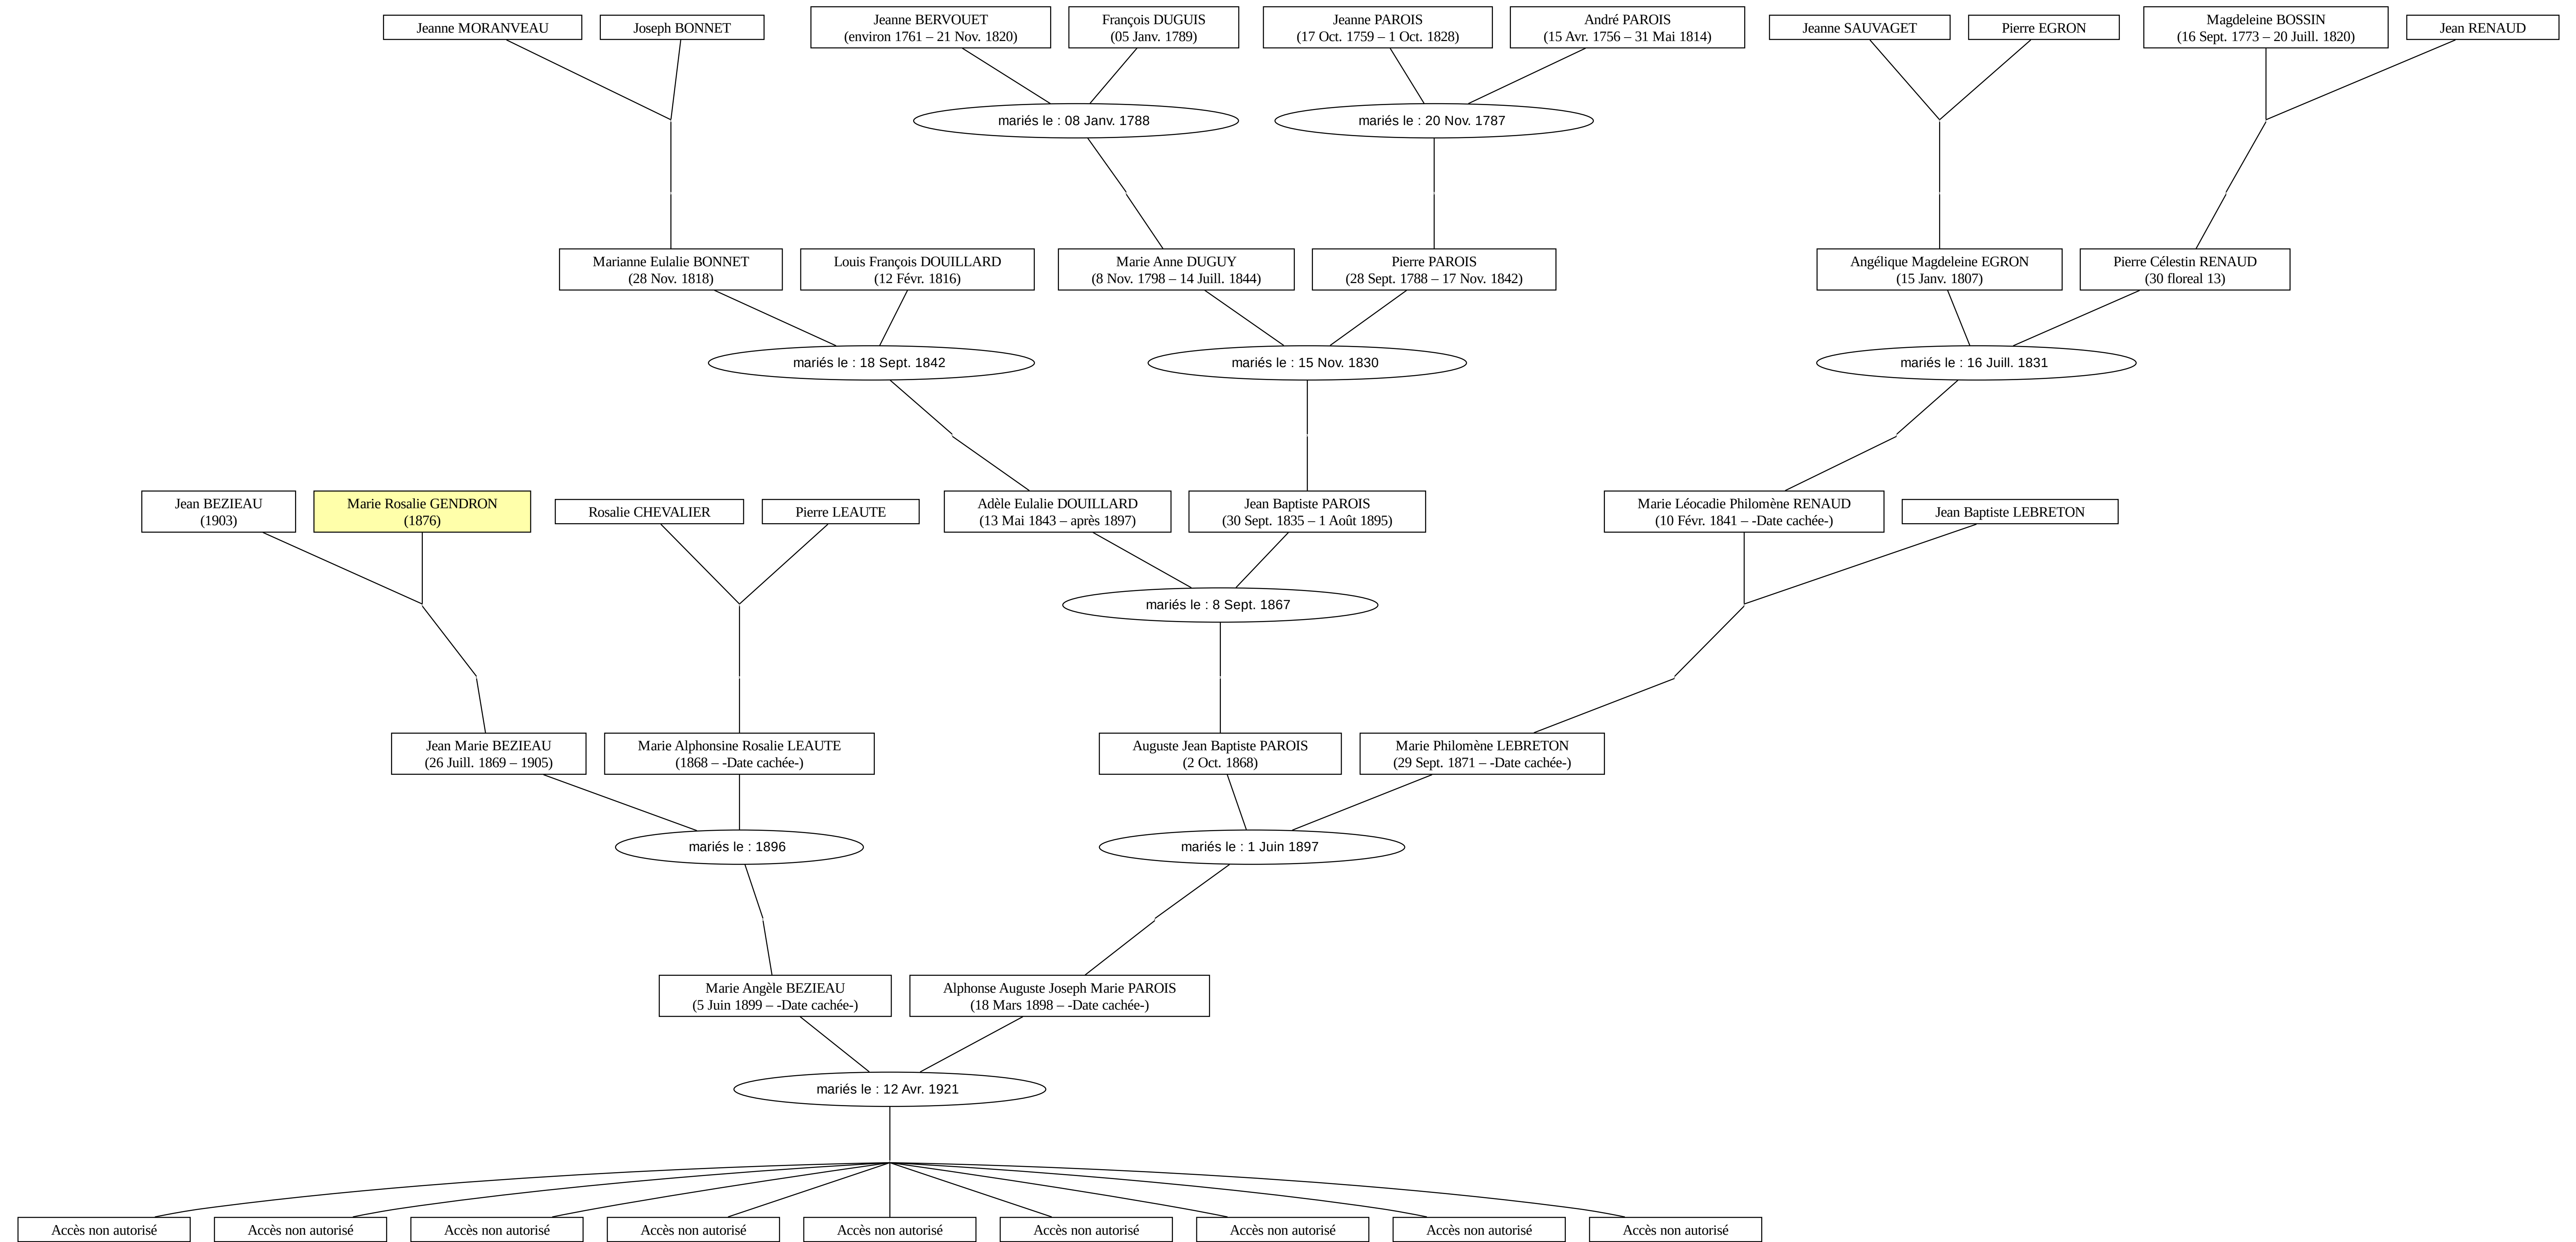 Jeanne MORANVEAU
Joseph BONNET
Jeanne BERVOUET
(environ 1761 – 21 Nov. 1820)
François DUGUIS
(05 Janv. 1789)
Jeanne PAROIS
(17 Oct. 1759 – 1 Oct. 1828)
André PAROIS
(15 Avr. 1756 – 31 Mai 1814)
Jeanne SAUVAGET
Pierre EGRON
Magdeleine BOSSIN
(16 Sept. 1773 – 20 Juill. 1820)
Jean RENAUD
mariés le : 08 Janv. 1788
mariés le : 20 Nov. 1787
Marianne Eulalie BONNET
(28 Nov. 1818)
Louis François DOUILLARD
(12 Févr. 1816)
Marie Anne DUGUY
(8 Nov. 1798 – 14 Juill. 1844)
Pierre PAROIS
(28 Sept. 1788 – 17 Nov. 1842)
Angélique Magdeleine EGRON
(15 Janv. 1807)
Pierre Célestin RENAUD
(30 floreal 13)
mariés le : 18 Sept. 1842
mariés le : 15 Nov. 1830
mariés le : 16 Juill. 1831
Jean BEZIEAU
(1903)
Marie Rosalie GENDRON
(1876)
Rosalie CHEVALIER
Pierre LEAUTE
Adèle Eulalie DOUILLARD
(13 Mai 1843 – après 1897)
Jean Baptiste PAROIS
(30 Sept. 1835 – 1 Août 1895)
Marie Léocadie Philomène RENAUD
(10 Févr. 1841 – -Date cachée-)
Jean Baptiste LEBRETON
mariés le : 8 Sept. 1867
Jean Marie BEZIEAU
(26 Juill. 1869 – 1905)
Marie Alphonsine Rosalie LEAUTE
(1868 – -Date cachée-)
Auguste Jean Baptiste PAROIS
(2 Oct. 1868)
Marie Philomène LEBRETON
(29 Sept. 1871 – -Date cachée-)
mariés le : 1896
mariés le : 1 Juin 1897
Marie Angèle BEZIEAU
(5 Juin 1899 – -Date cachée-)
Alphonse Auguste Joseph Marie PAROIS
(18 Mars 1898 – -Date cachée-)
mariés le : 12 Avr. 1921
Accès non autorisé
Accès non autorisé
Accès non autorisé
Accès non autorisé
Accès non autorisé
Accès non autorisé
Accès non autorisé
Accès non autorisé
Accès non autorisé